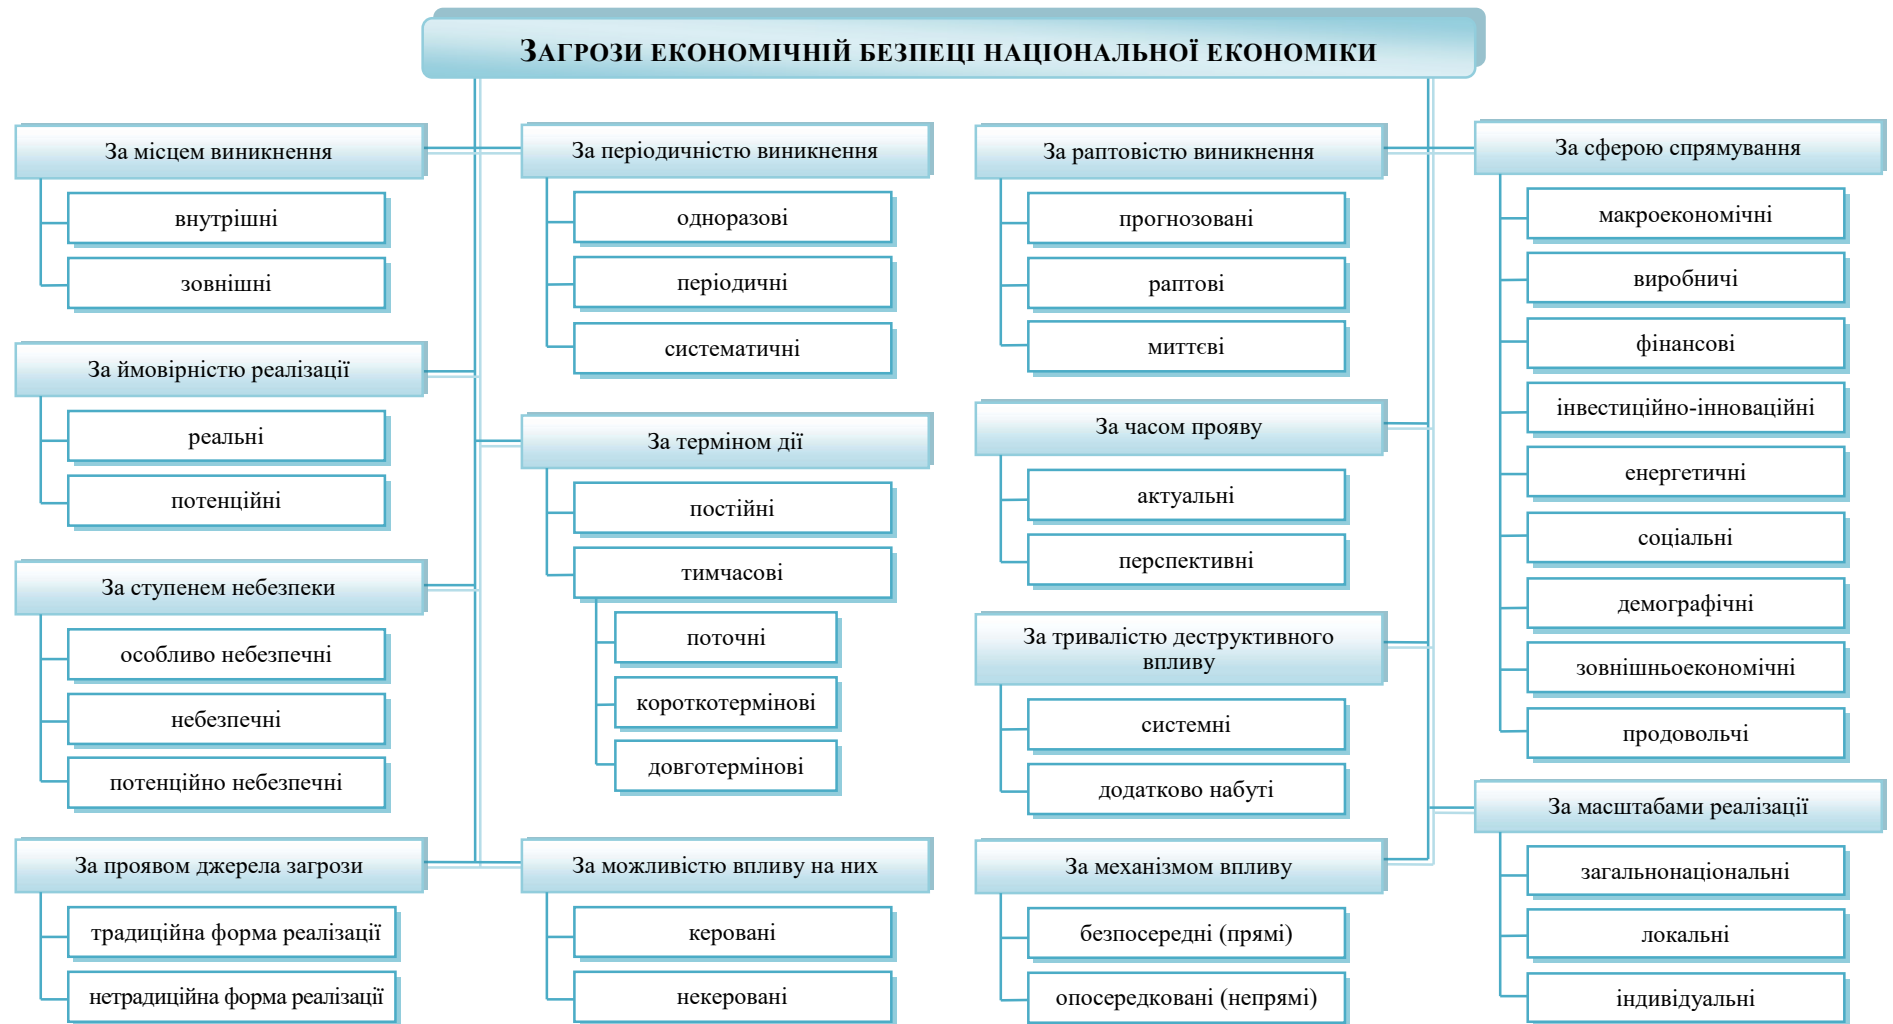 ЗАГРОЗИ ЕКОНОМІЧНІЙ БЕЗПЕЦІ НАЦІОНАЛЬНОЇ ЕКОНОМІКИ
За місцем виникнення
внутрішні
зовнішні
За ймовірністю реалізації
реальні
потенційні
За ступенем небезпеки
особливо небезпечні
небезпечні
потенційно небезпечні
За проявом джерела загрози
традиційна форма реалізації
нетрадиційна форма реалізації
За періодичністю виникнення
одноразові
періодичні
систематичні
За терміном дії
постійні
тимчасові
поточні
короткотермінові
довготермінові
За можливістю впливу на них
керовані
некеровані
За раптовістю виникнення
прогнозовані
раптові
миттєві
За часом прояву
актуальні
перспективні
За тривалістю деструктивного
впливу
системні
додатково набуті
За механізмом впливу
безпосередні (прямі)
опосередковані (непрямі)
За сферою спрямування
макроекономічні
виробничі
фінансові
інвестиційно-інноваційні
енергетичні
соціальні
демографічні
зовнішньоекономічні
продовольчі
За масштабами реалізації
загальнонаціональні
локальні
індивідуальні